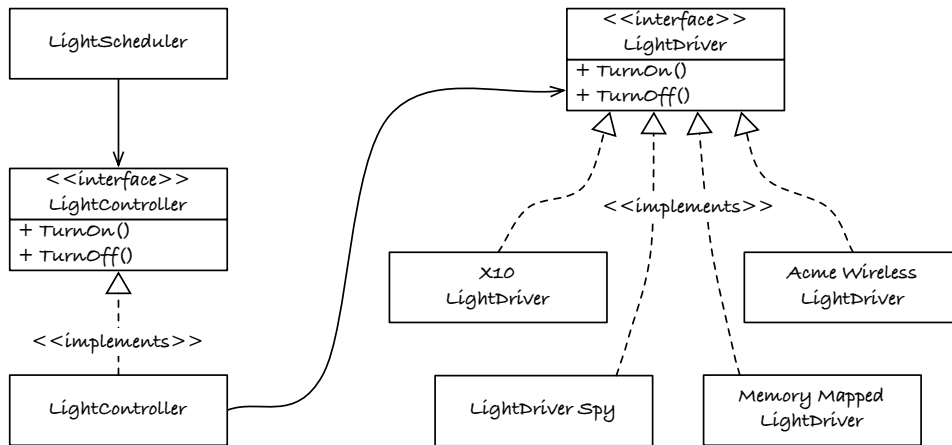 LightScheduler
<<interface>>
LightController
+ TurnOn()
+ TurnOff()
<<implements>>
LightController
<<interface>>
LightDriver
+ TurnOn()
+ TurnOff()
<<implements>>
X10
LightDriver
Acme Wireless
LightDriver
LightDriver Spy
Memory Mapped
LightDriver